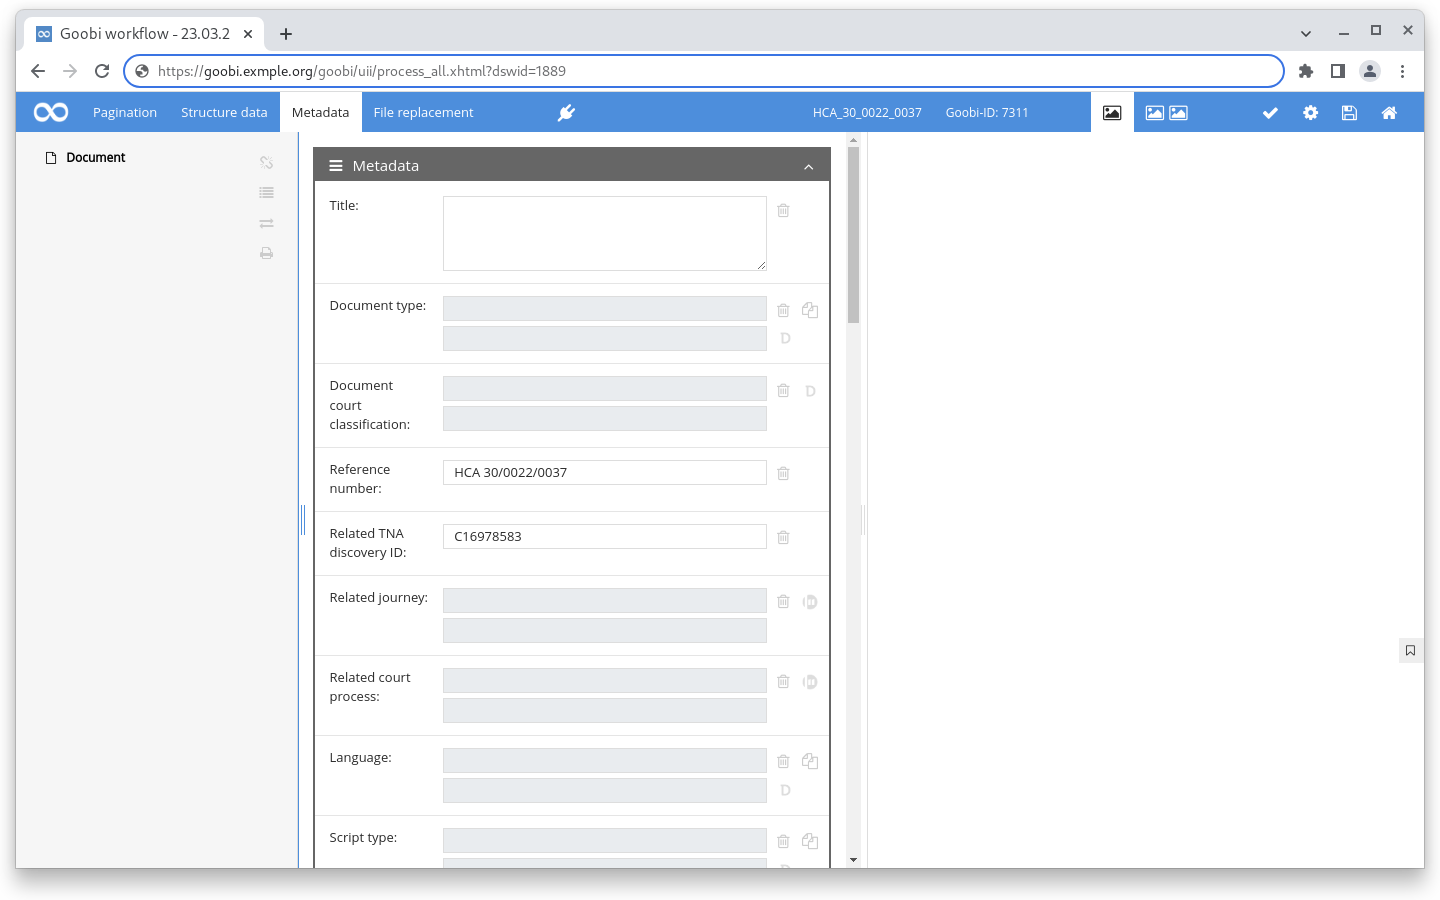 Goobi workflow - 23.03.2
https://goobi.exmple.org/goobi/uii/process_all.xhtml?dswid=1889
Pagination Structure data Metadata File replacement HCA_30_0022_0037 Goobi-ID: 7311
Document
Metadata
Title:
Document type:
D
Document
court
classification:
D
Reference
number:
HCA 30/0022/0037
Related TNA
discovery ID:
C16978583
Related journey:
Related court
process:
Language:
D
Script type: